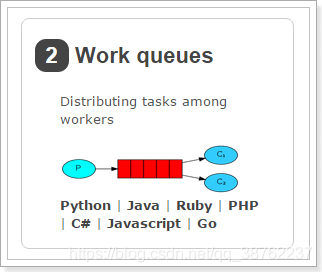 2 Work queues
Distributing tasks among
workers
P
C₁
C₂
Python | Java | Ruby | PHP
| C# | Javascript | Go
https://blog.csdn.net/qq_38762237